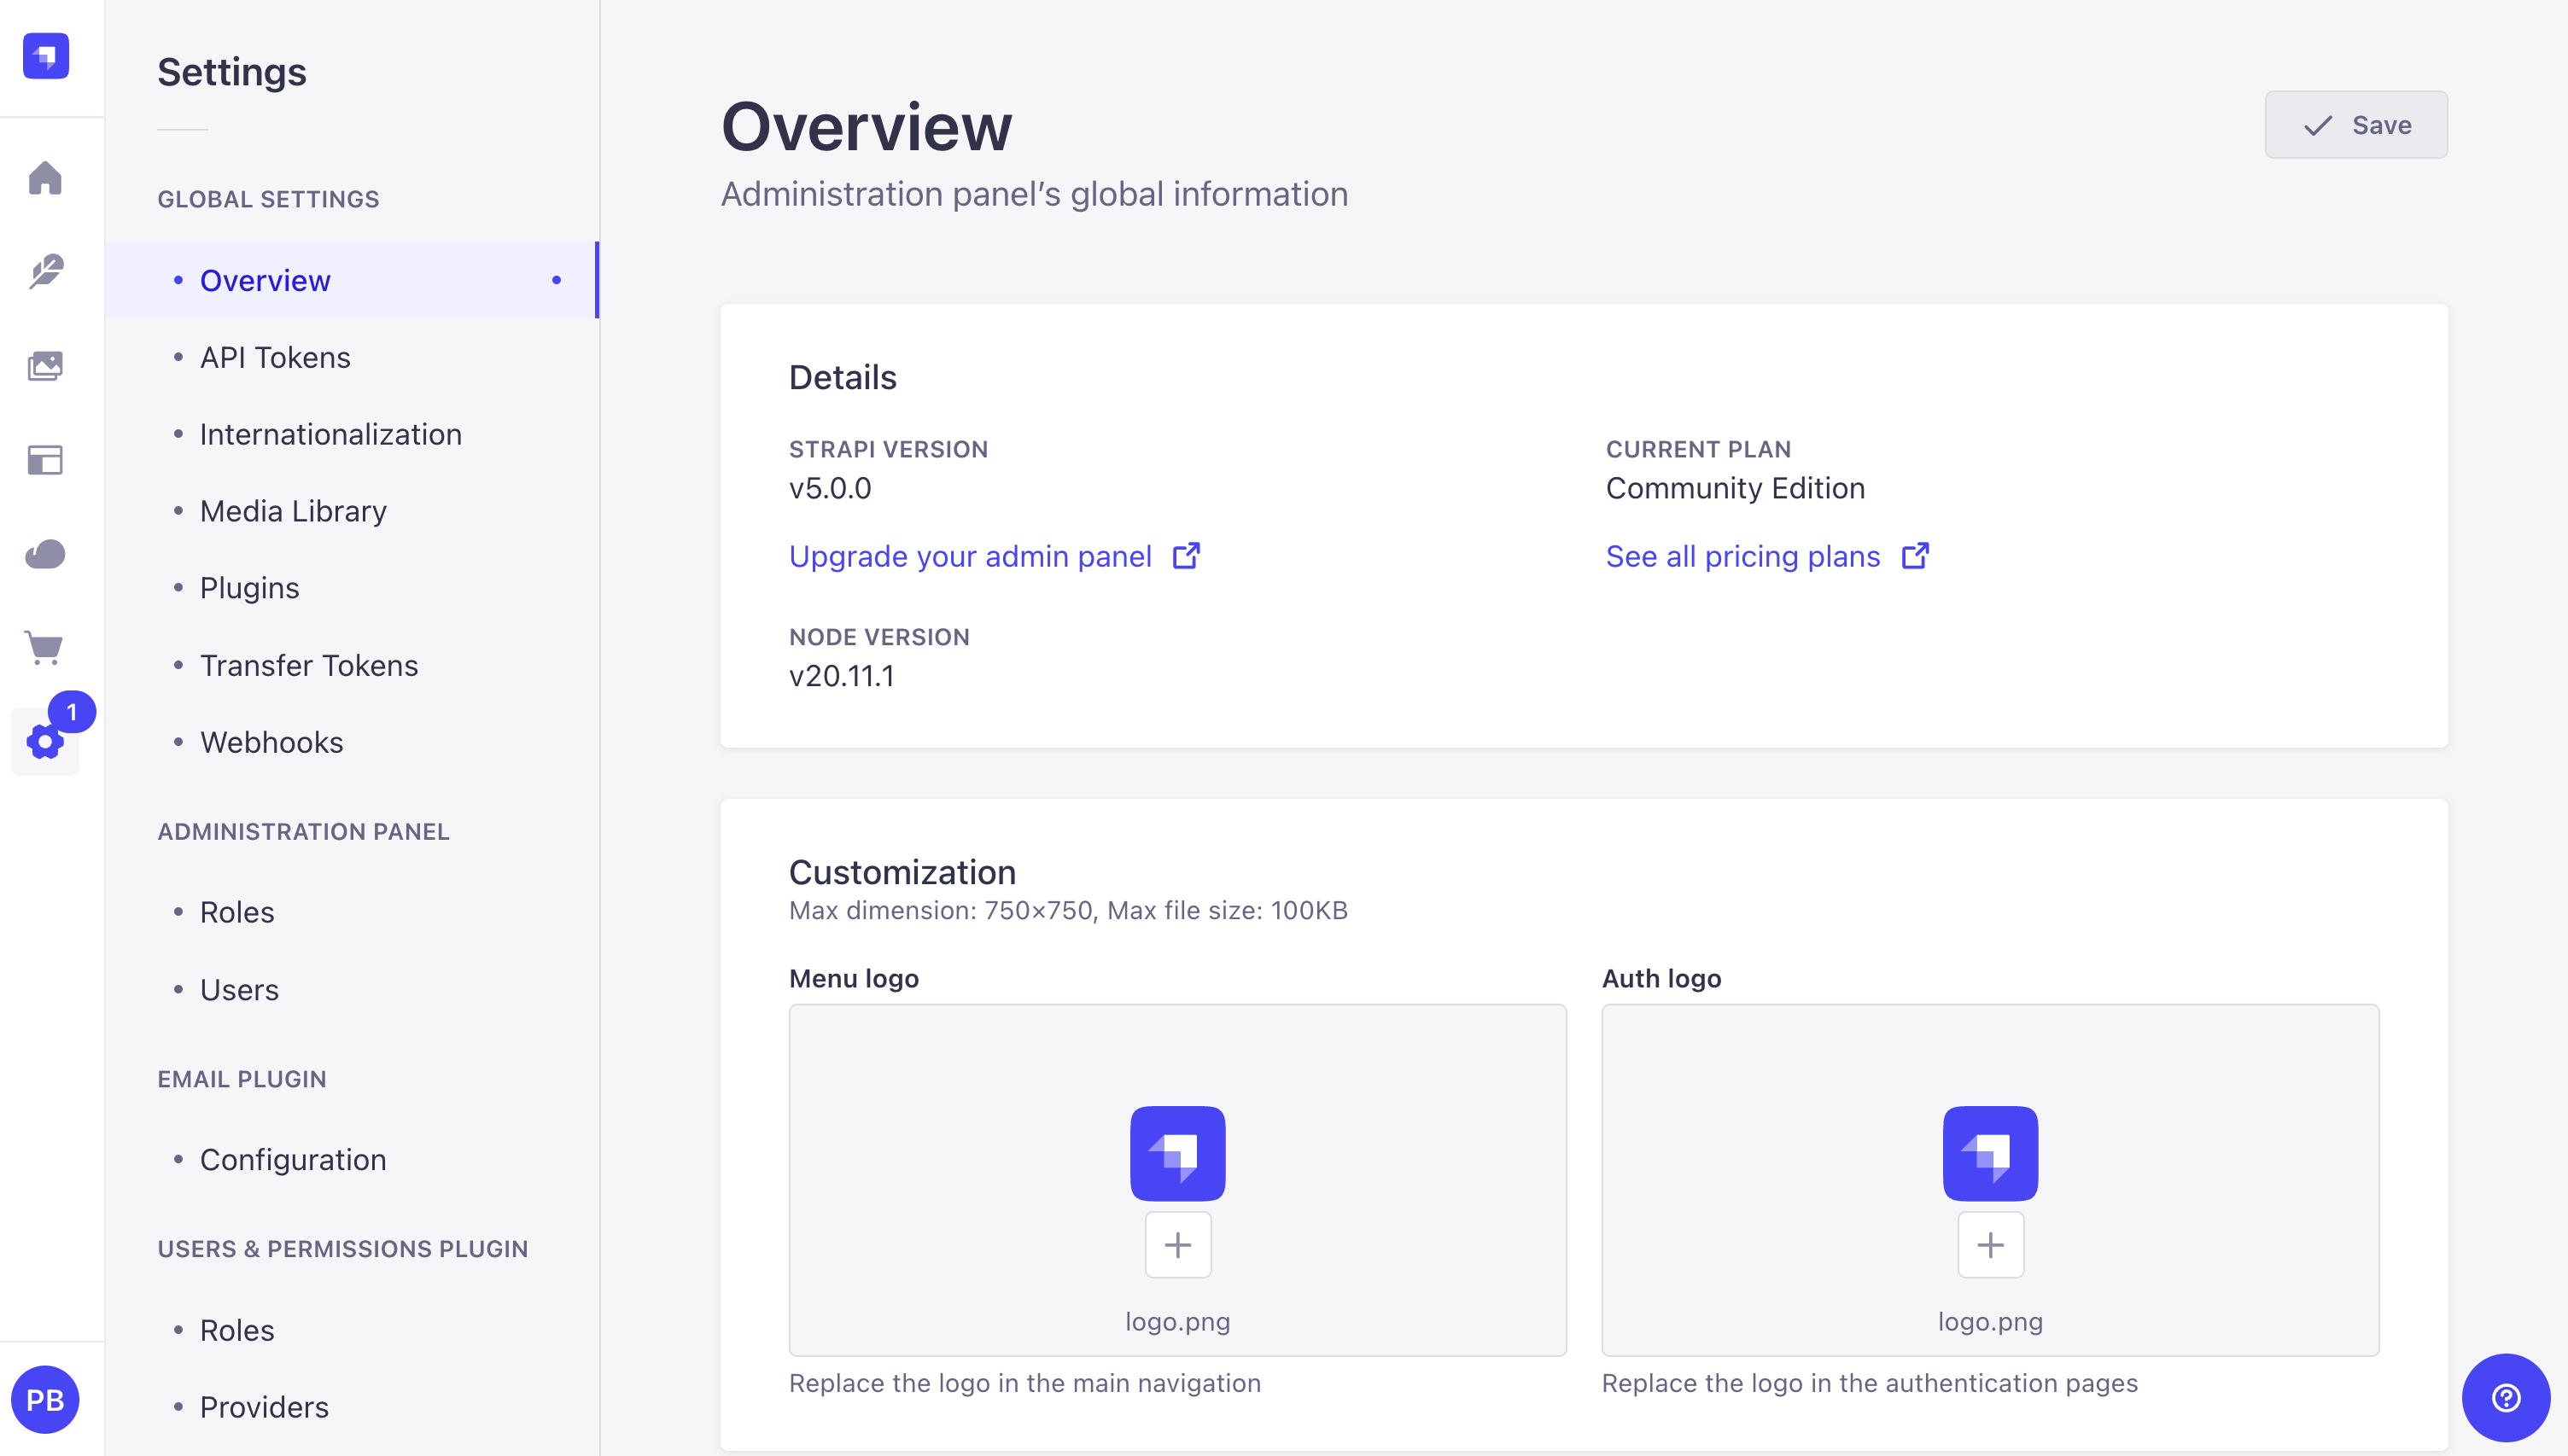 Settings
GLOBAL SETTINGS
Overview
API Tokens
Internationalization
Media Library
Plugins
Transfer Tokens
Webhooks
ADMINISTRATION PANEL
Roles
Users
EMAIL PLUGIN
Configuration
USERS & PERMISSIONS PLUGIN
Roles
Providers
1
PB
Overview
Administration panel’s global information
Save
Details
STRAPI VERSION
v5.0.0
Upgrade your admin panel
CURRENT PLAN
Community Edition
See all pricing plans
NODE VERSION
v20.11.1
Customization
Max dimension: 750×750, Max file size: 100KB
Menu logo
logo.png
Replace the logo in the main navigation
Auth logo
logo.png
Replace the logo in the authentication pages